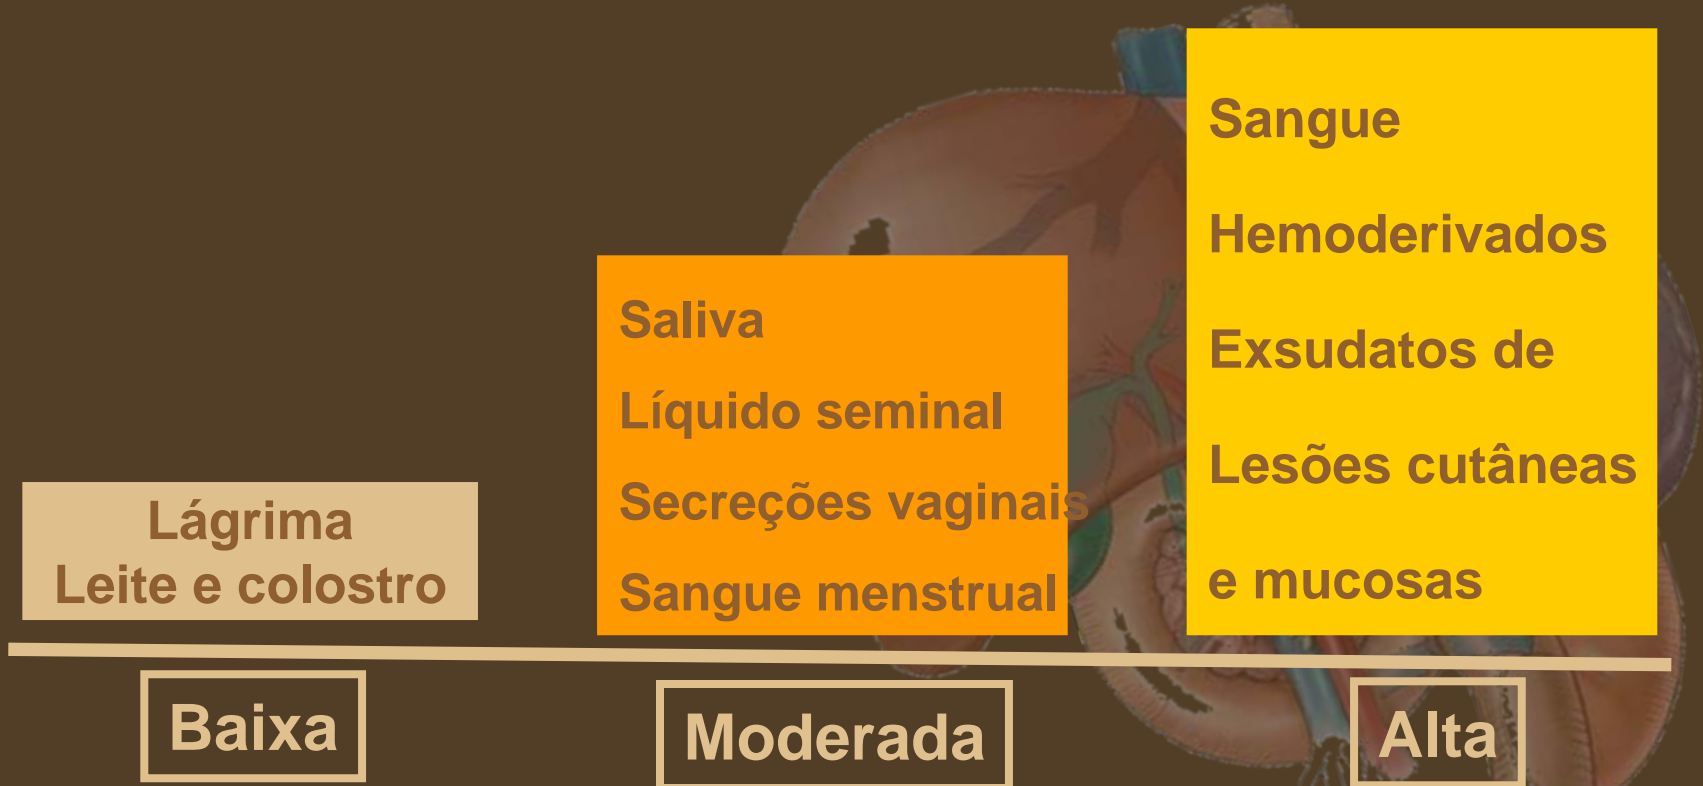 Lágrima
Leite e colostro
Saliva
Líquido seminal
Secreções vaginais
Sangue menstrual
Sangue
Hemoderivados
Exsudatos de
Lesões cutâneas
e mucosas
Baixa
Moderada
Alta